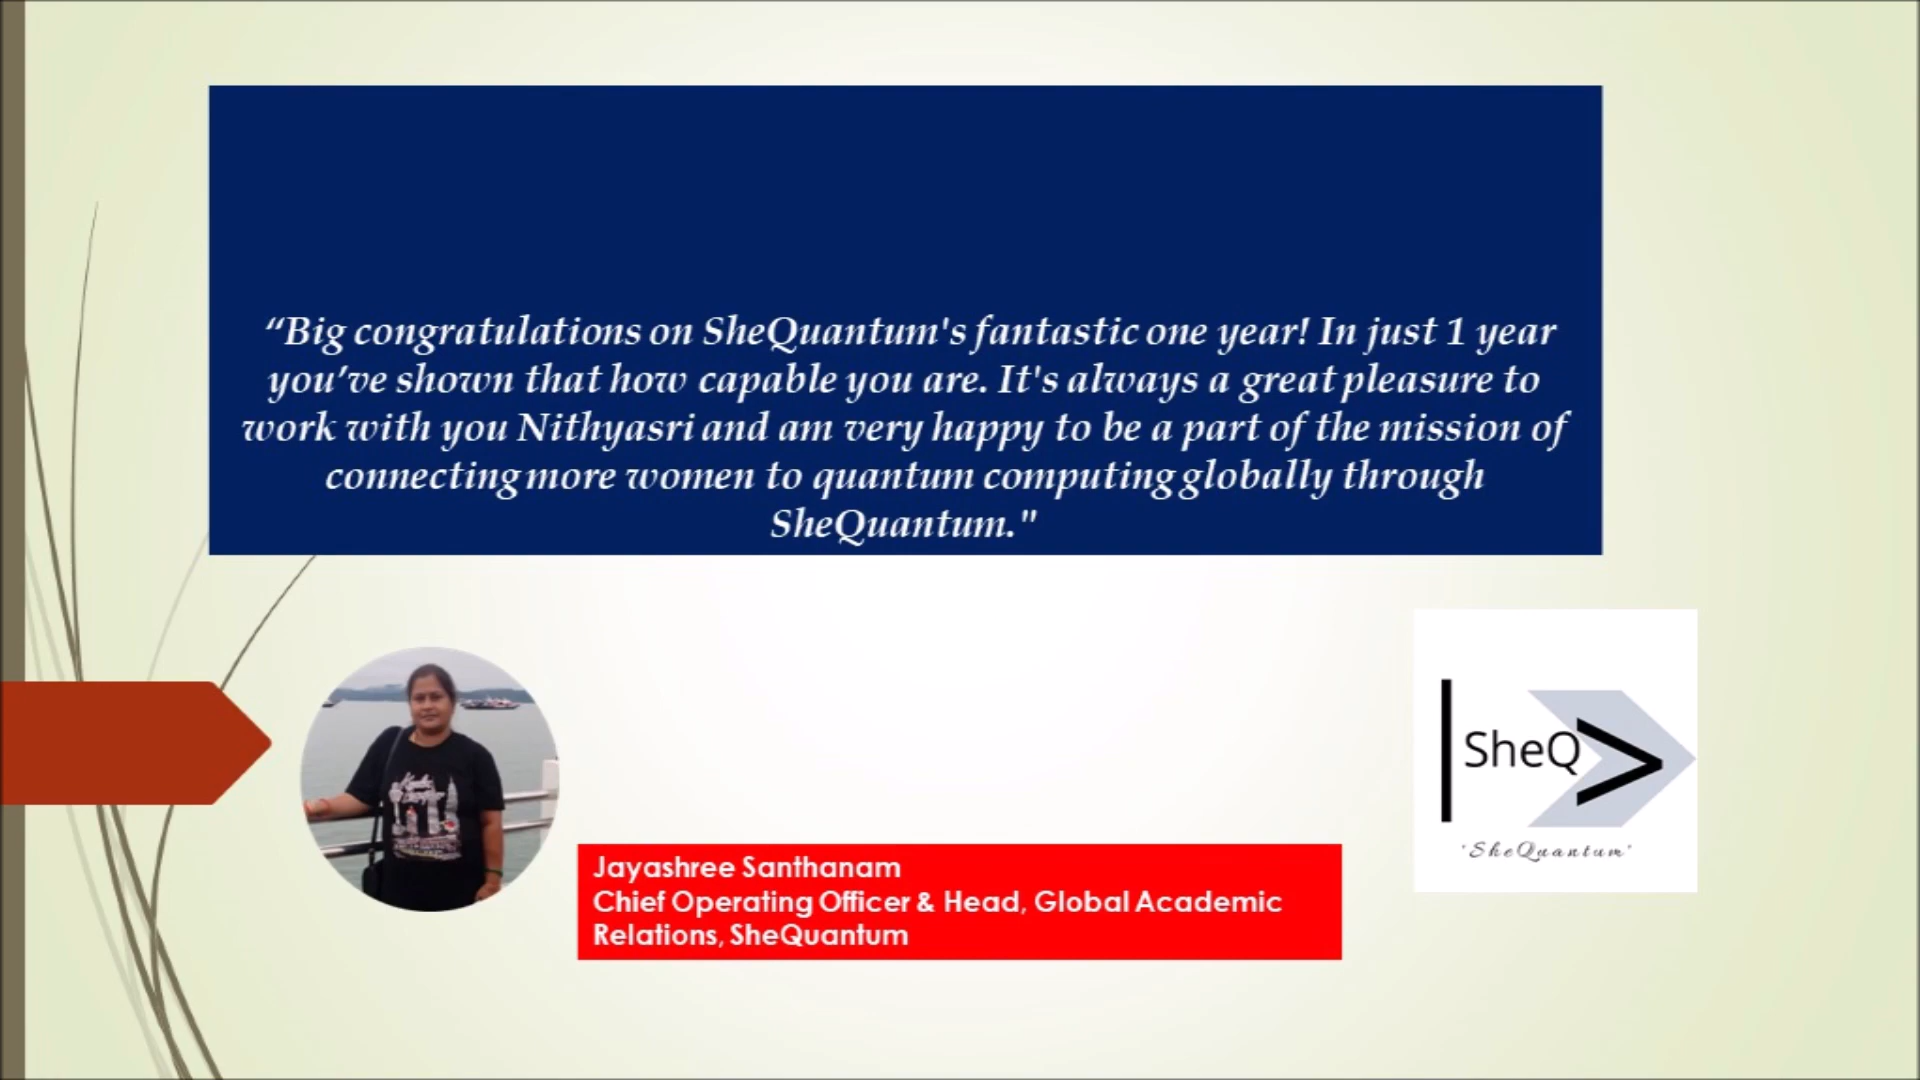 “Big congratulations on SheQuantum's fantastic one year! In just 1 year
you’ve shown that how capable you are. It's always a great pleasure to
work with you Nithyasri and am very happy to be a part of the mission of
connecting more women to quantum computing globally through
SheQuantum."
SheQ
'SheQuantum'
Jayashree Santhanam
Chief Operating Officer & Head, Global Academic
Relations, SheQuantum